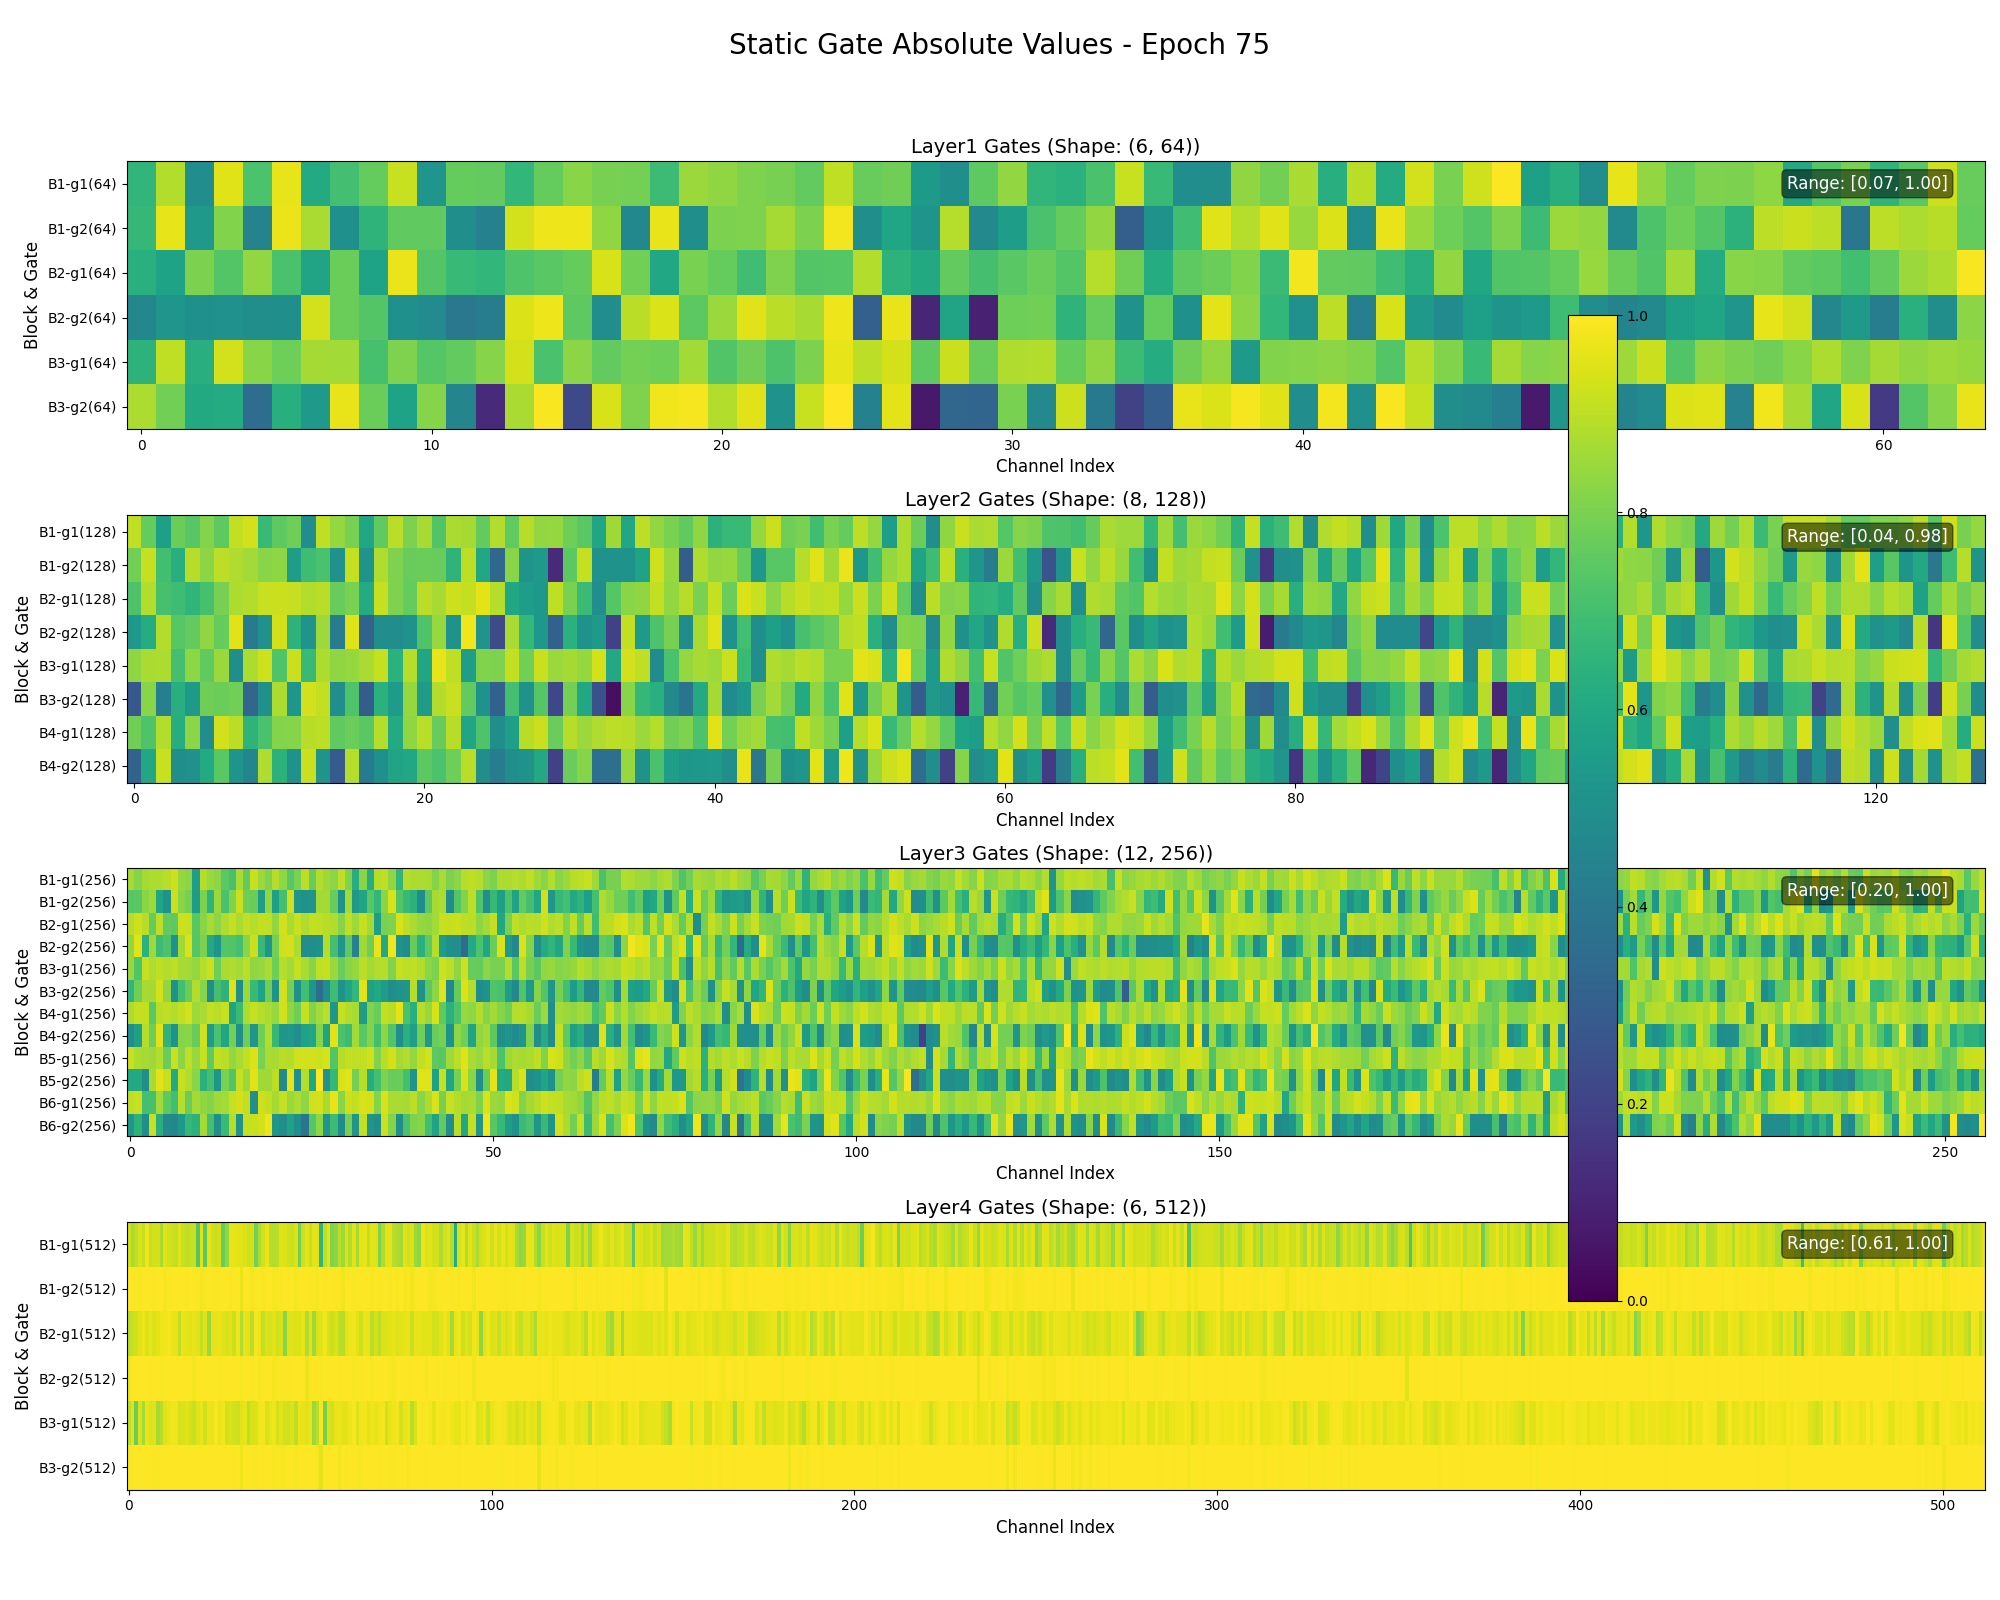 Static Gate Absolute Values - Epoch 75
Layer1 Gates (Shape: (6, 64))
Block & Gate
B1-g1(64)
B1-g2(64)
B2-g1(64)
B2-g2(64)
B3-g1(64)
B3-g2(64)
Range: [0.07, 1.00]
0 10 20 30 40 60
Channel Index
Layer2 Gates (Shape: (8, 128))
Block & Gate
B1-g1(128)
B1-g2(128)
B2-g1(128)
B2-g2(128)
B3-g1(128)
B3-g2(128)
B4-g1(128)
B4-g2(128)
Range: [0.04, 0.98]
0 20 40 60 80 120
Channel Index
Layer3 Gates (Shape: (12, 256))
Block & Gate
B1-g1(256)
B1-g2(256)
B2-g1(256)
B2-g2(256)
B3-g1(256)
B3-g2(256)
B4-g1(256)
B4-g2(256)
B5-g1(256)
B5-g2(256)
B6-g1(256)
B6-g2(256)
Range: [0.20, 1.00]
0 50 100 150 250
Channel Index
Layer4 Gates (Shape: (6, 512))
Block & Gate
B1-g1(512)
B1-g2(512)
B2-g1(512)
B2-g2(512)
B3-g1(512)
B3-g2(512)
Range: [0.61, 1.00]
0 100 200 300 400 500
Channel Index
1.0
0.8
0.6
0.4
0.2
0.0